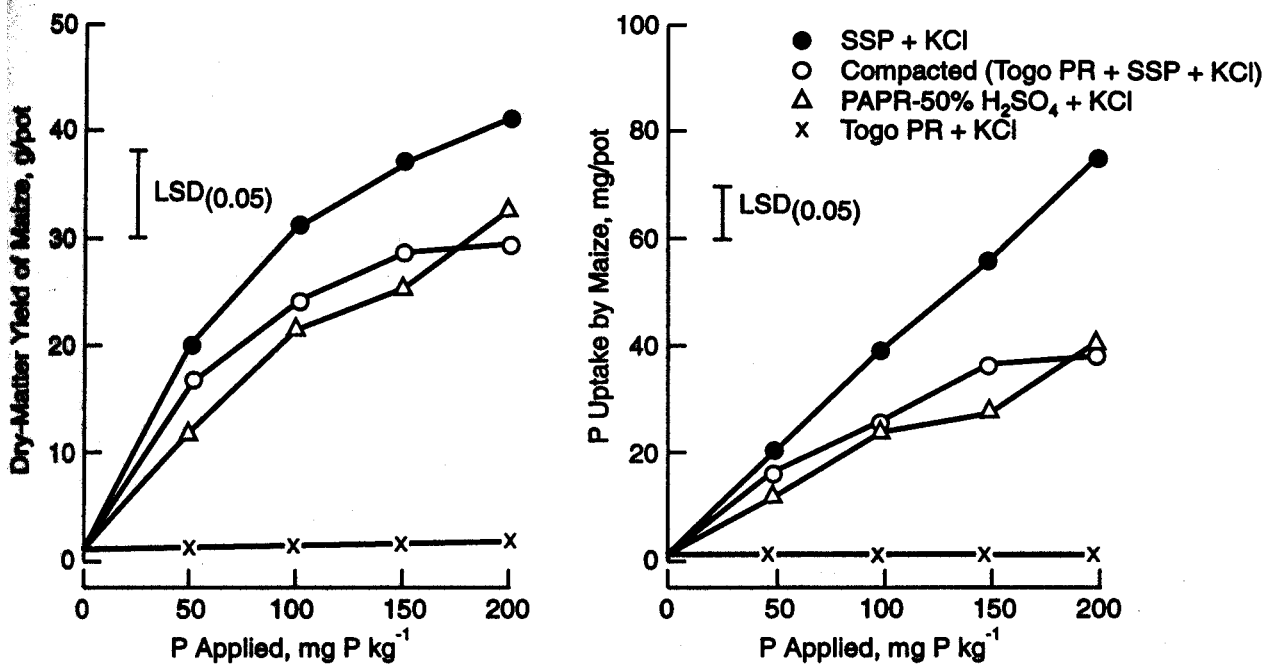 50
40
30
20
10
0
Dry-Matter Yield of Maize, g/pot
LSD(0.05)
0 50 100 150 200
P Applied, mg P kg⁻¹
100
80
60
40
20
0
P Uptake by Maize, mg/pot
SSP + KCl
Compacted (Togo PR + SSP + KCl)
PAPR-50% H₂SO₄ + KCl
x Togo PR + KCl
LSD(0.05)
0 50 100 150 200
P Applied, mg P kg⁻¹